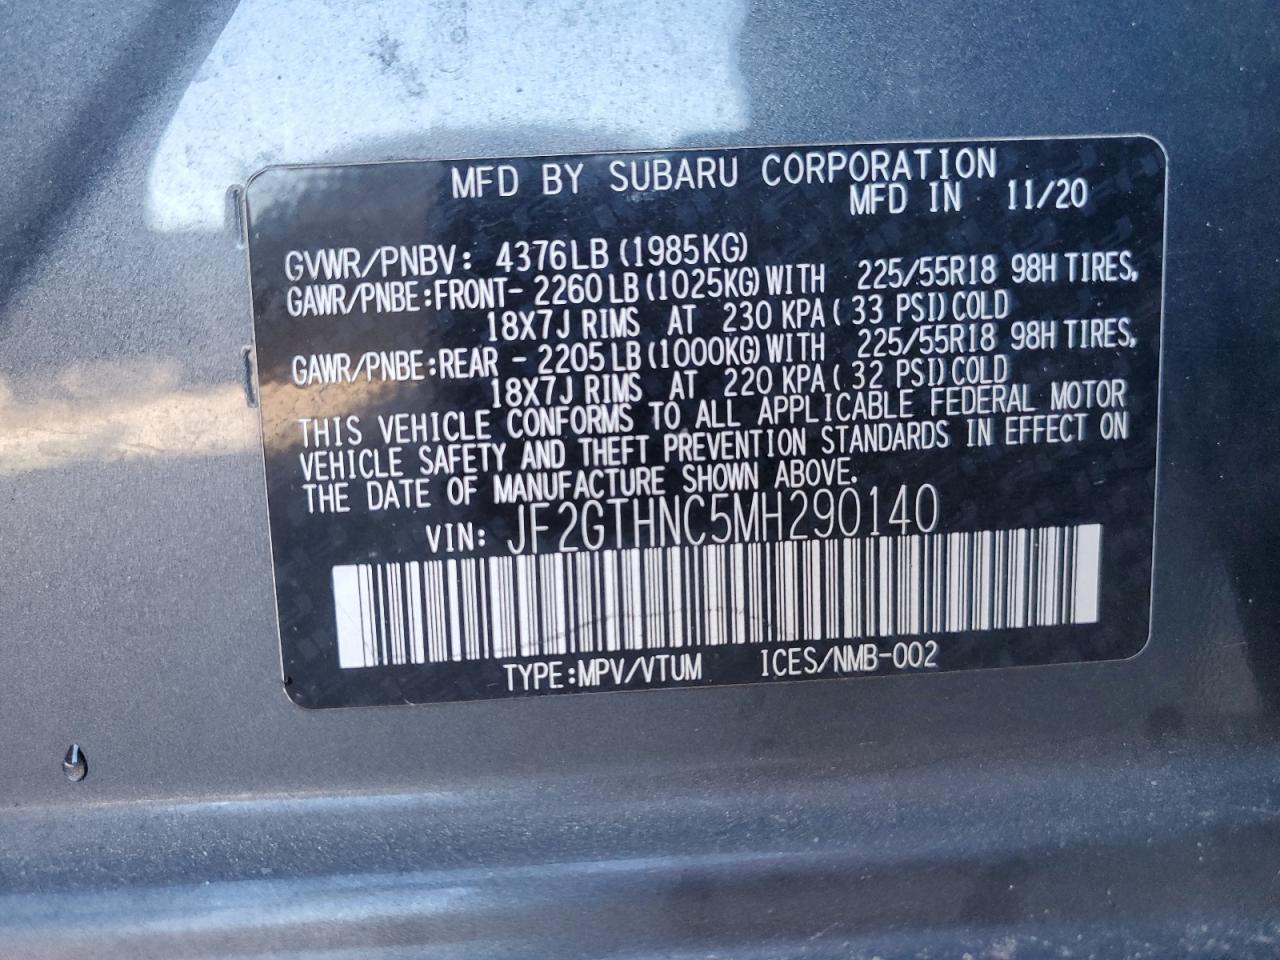 MFD BY SUBARU CORPORATION
MFD IN 11/20
GVWR/PNBV: 4376LB (1985KG)
GAWR/PNBE:FRONT- 2260LB (1025KG) WITH 225/55R18 98H TIRES,
18X7J RIMS AT 230 KPA ( 33 PSI) COLD
GAWR/PNBE:REAR - 2205LB (1000KG) WITH 225/55R18 98H TIRES,
18X7J RIMS AT 220 KPA ( 32 PSI) COLD
THIS VEHICLE CONFORMS TO ALL APPLICABLE FEDERAL MOTOR
VEHICLE SAFETY AND THEFT PREVENTION STANDARDS IN EFFECT ON
THE DATE OF MANUFACTURE SHOWN ABOVE.
VIN: JF2GTHNC5MH290140
TYPE:MPV/VTUM ICES/NMB-002